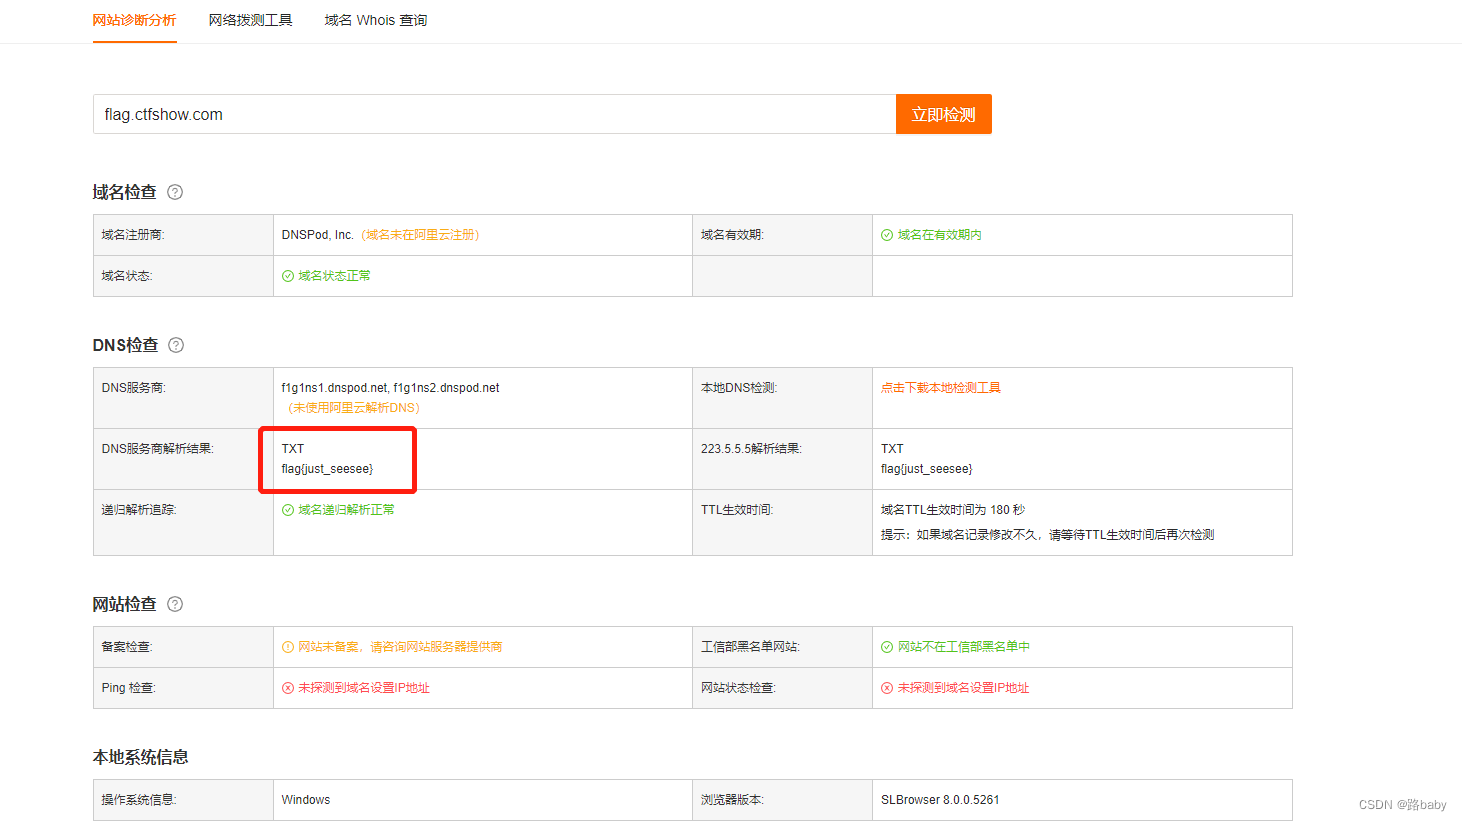 网站诊断分析 网络拨测工具 域名 Whois 查询
flag.ctfshow.com 立即检测
域名检查
域名注册商: DNSPod, Inc. (域名未在阿里云注册) 域名有效期: 域名在有效期内
域名状态: 域名状态正常
DNS检查
DNS服务商: f1g1ns1.dnspod.net, f1g1ns2.dnspod.net 本地DNS检测: 点击下载本地检测工具
（未使用阿里云解析DNS）
DNS服务商解析结果: TXT 223.5.5.5解析结果: TXT
flag{just_seesee} flag{just_seesee}
递归解析追踪: 域名递归解析正常 TTL生效时间: 域名TTL生效时间为 180 秒
提示：如果域名记录修改不久，请等待TTL生效时间后再次检测
网站检查
备案检查: 网站未备案，请咨询网站服务器提供商 工信部黑名单网站: 网站不在工信部黑名单中
Ping 检查: 未探测到域名设置IP地址 网站状态检查: 未探测到域名设置IP地址
本地系统信息
操作系统信息: Windows 浏览器版本: SLBrowser 8.0.0.5261
CSDN @路baby